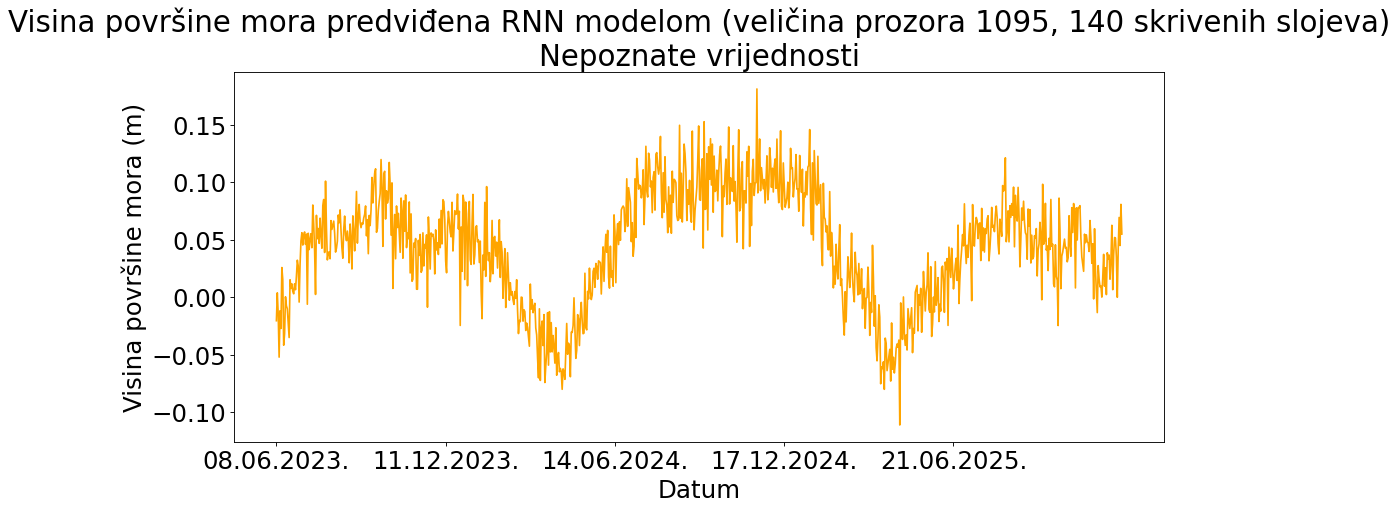 Visina površine mora predviđena RNN modelom (veličina prozora 1095, 140 skrivenih slojeva)
Nepoznate vrijednosti
Visina površine mora (m)
0.15
0.10
0.05
0.00
−0.05
−0.10
08.06.2023. 11.12.2023. 14.06.2024. 17.12.2024. 21.06.2025.
Datum